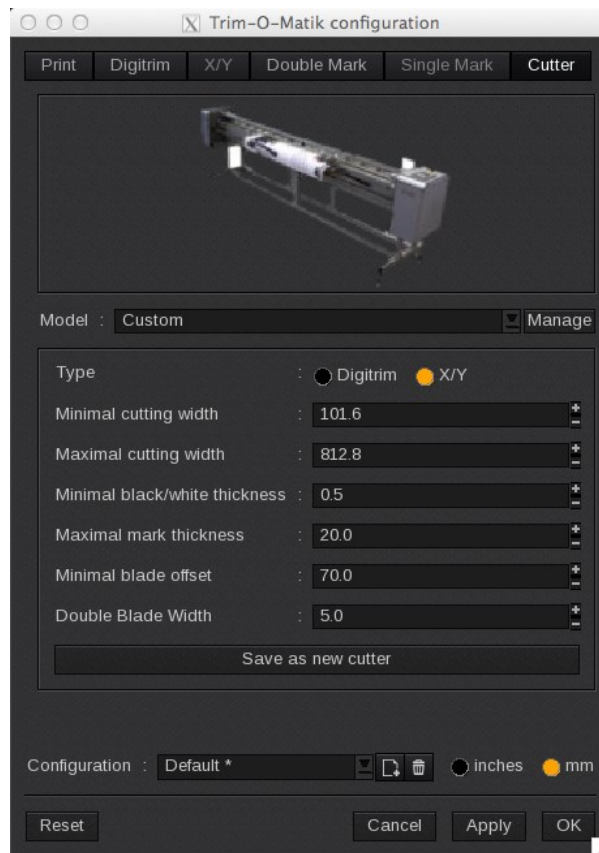 Trim-O-Matik configuration
Print Digitrim X/Y Double Mark Single Mark Cutter
Model : Custom Manage
Type : Digitrim X/Y
Minimal cutting width : 101.6
Maximal cutting width : 812.8
Minimal black/white thickness : 0.5
Maximal mark thickness : 20.0
Minimal blade offset : 70.0
Double Blade Width : 5.0
Save as new cutter
Configuration : Default * inches mm
Reset Cancel Apply OK